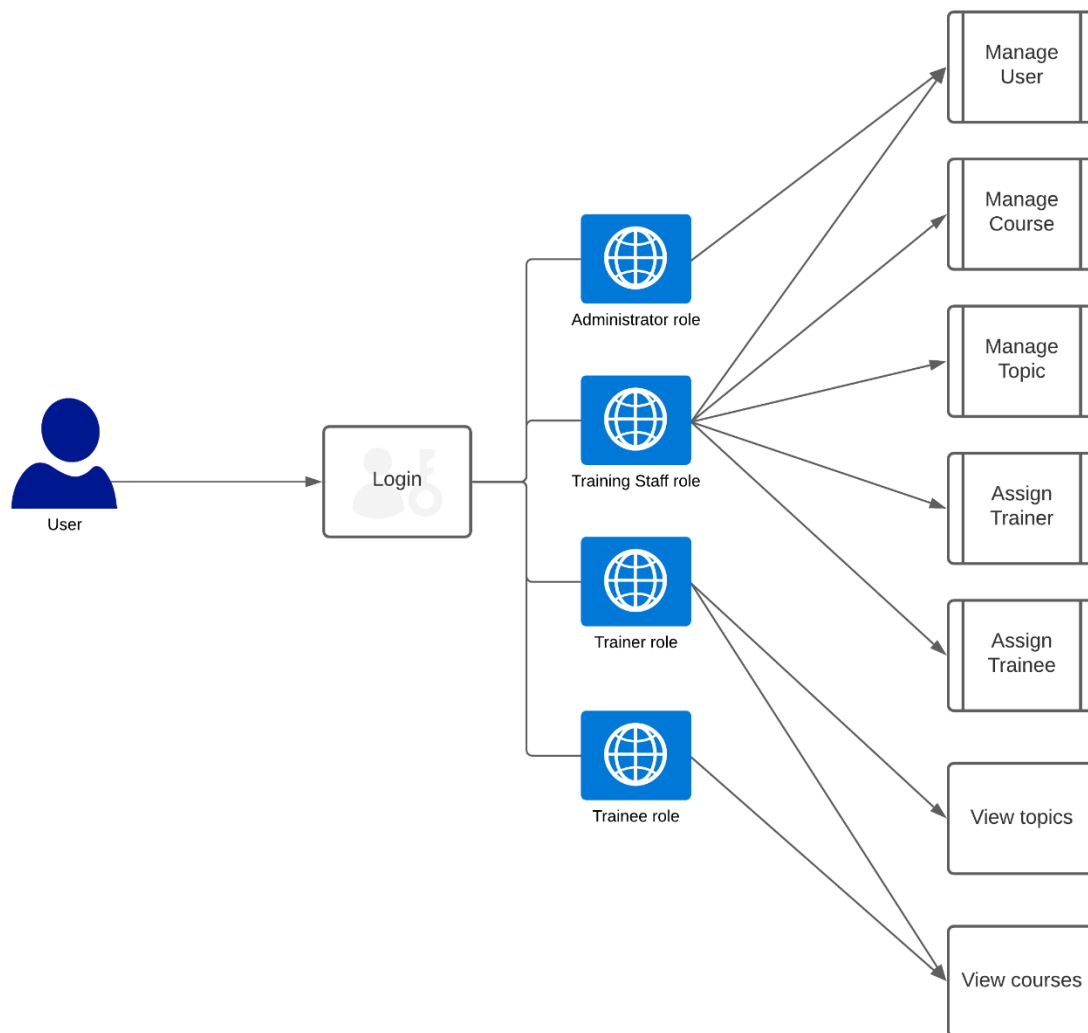 User
Login
Administrator role
Training Staff role
Trainer role
Trainee role
Manage
User
Manage
Course
Manage
Topic
Assign
Trainer
Assign
Trainee
View topics
View courses